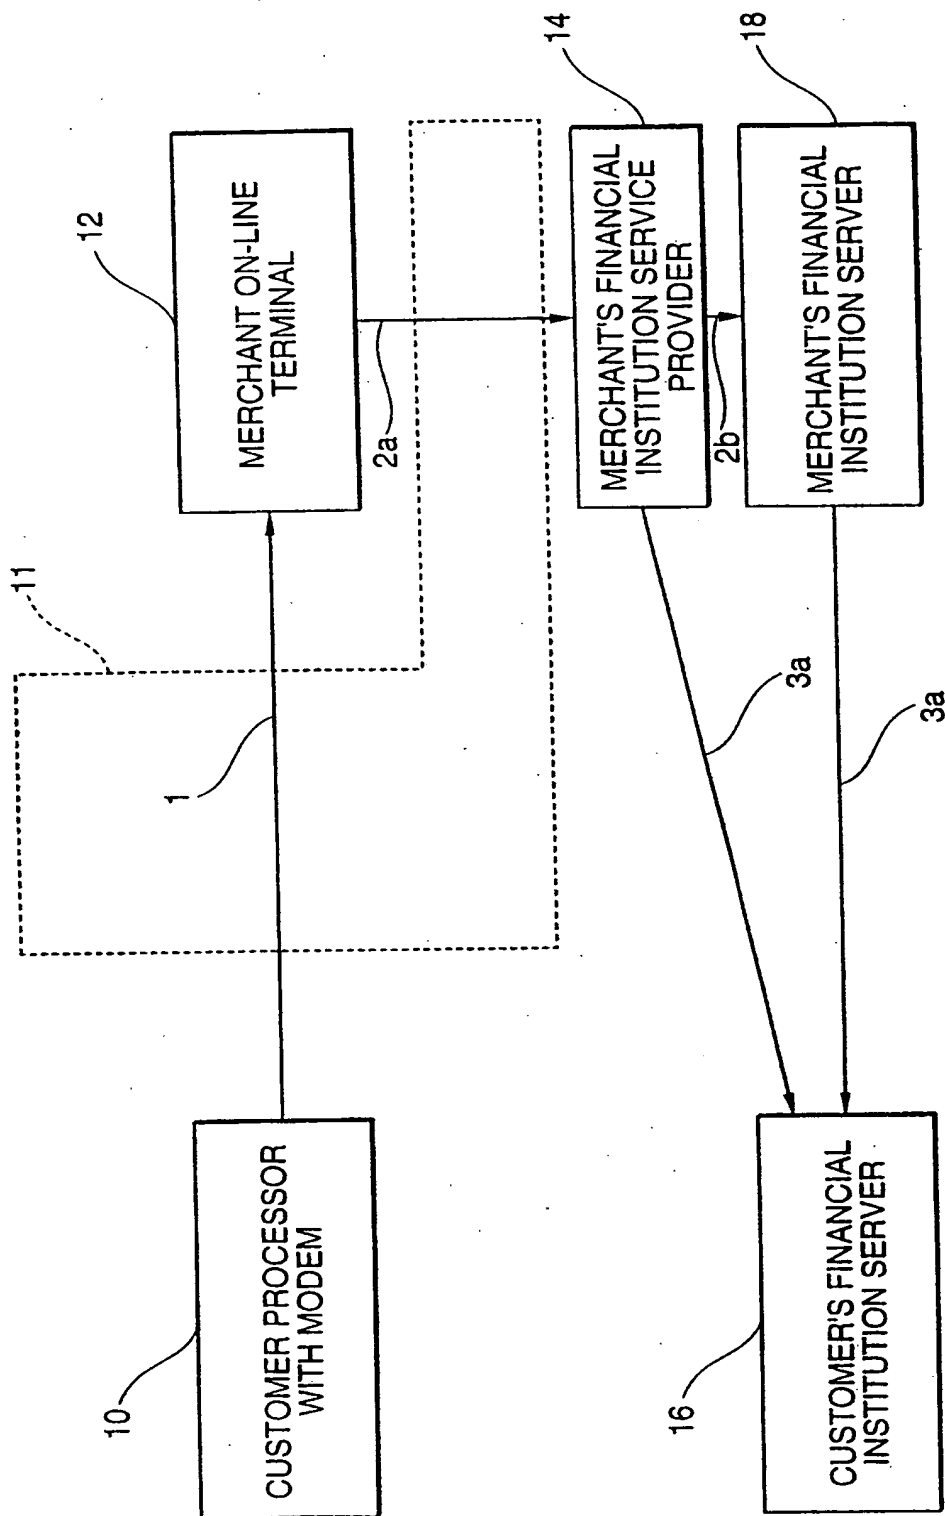 10
CUSTOMER PROCESSOR
WITH MODEM
1
11
12
MERCHANT ON-LINE
TERMINAL
2a
14
MERCHANT'S FINANCIAL
INSTITUTION SERVICE
PROVIDER
2b
18
MERCHANT'S FINANCIAL
INSTITUTION SERVER
3a
3a
16
CUSTOMER'S FINANCIAL
INSTITUTION SERVER